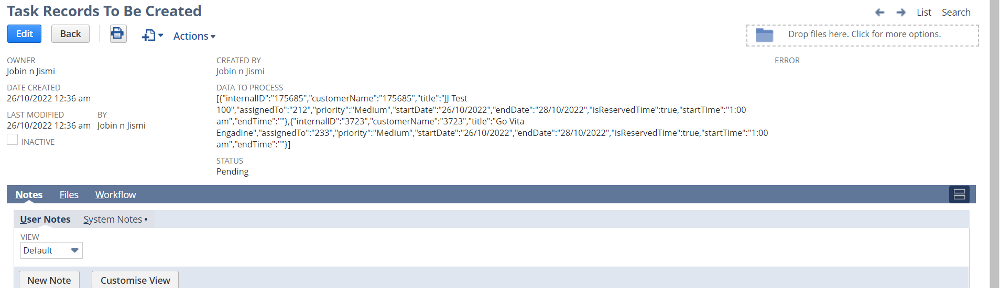 Task Records To Be Created
List Search
Edit Back Actions
Drop files here. Click for more options.
OWNER
Jobin n Jismi
DATE CREATED
26/10/2022 12:36 am
LAST MODIFIED BY
26/10/2022 12:36 am Jobin n Jismi
INACTIVE
CREATED BY
Jobin n Jismi
DATA TO PROCESS
[{"internalID":"175685","customerName":"175685","title":"JJ Test
100","assignedTo":"212","priority":"Medium","startDate":"26/10/2022","endDate":"28/10/2022","isReservedTime":true,"startTime":"1:00
am","endTime":""},{"internalID":"3723","customerName":"3723","title":"Go Vita
Engadine","assignedTo":"233","priority":"Medium","startDate":"26/10/2022","endDate":"28/10/2022","isReservedTime":true,"startTime":"1:00
am","endTime":""}]
STATUS
Pending
ERROR
Notes Files Workflow
User Notes System Notes •
VIEW
Default
New Note Customise View